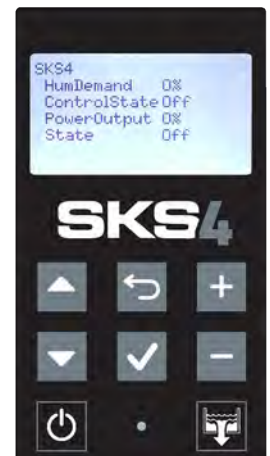 SKS4
HumDemand 0%
ControlState Off
PowerOutput 0%
State Off
SKS4
+
-